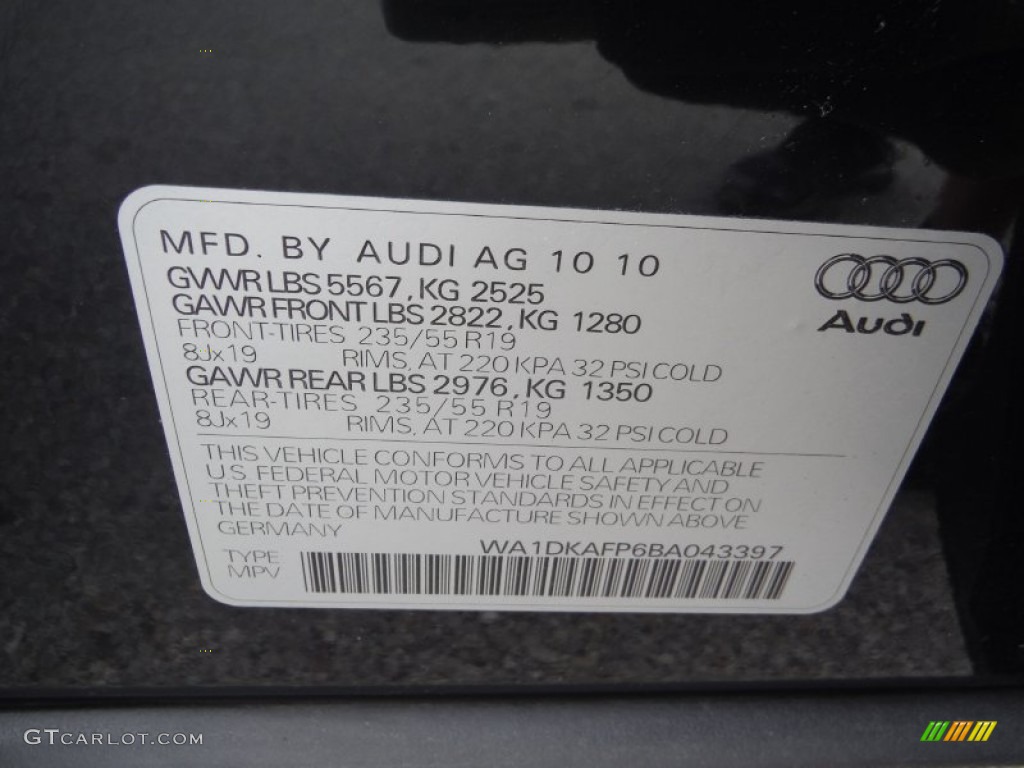 MFD. BY AUDI AG 10 10
GVWR LBS 5567, KG 2525
GAWR FRONT LBS 2822, KG 1280
FRONT-TIRES 235/55 R19
8Jx19 RIMS, AT 220 KPA 32 PSI COLD
GAWR REAR LBS 2976, KG 1350
REAR-TIRES 235/55 R19
8Jx19 RIMS, AT 220 KPA 32 PSI COLD
Audi
THIS VEHICLE CONFORMS TO ALL APPLICABLE
U.S. FEDERAL MOTOR VEHICLE SAFETY AND
THEFT PREVENTION STANDARDS IN EFFECT ON
THE DATE OF MANUFACTURE SHOWN ABOVE
GERMANY
WA1DKAFP6BA043397
TYPE
MPV
GTCARLOT.COM